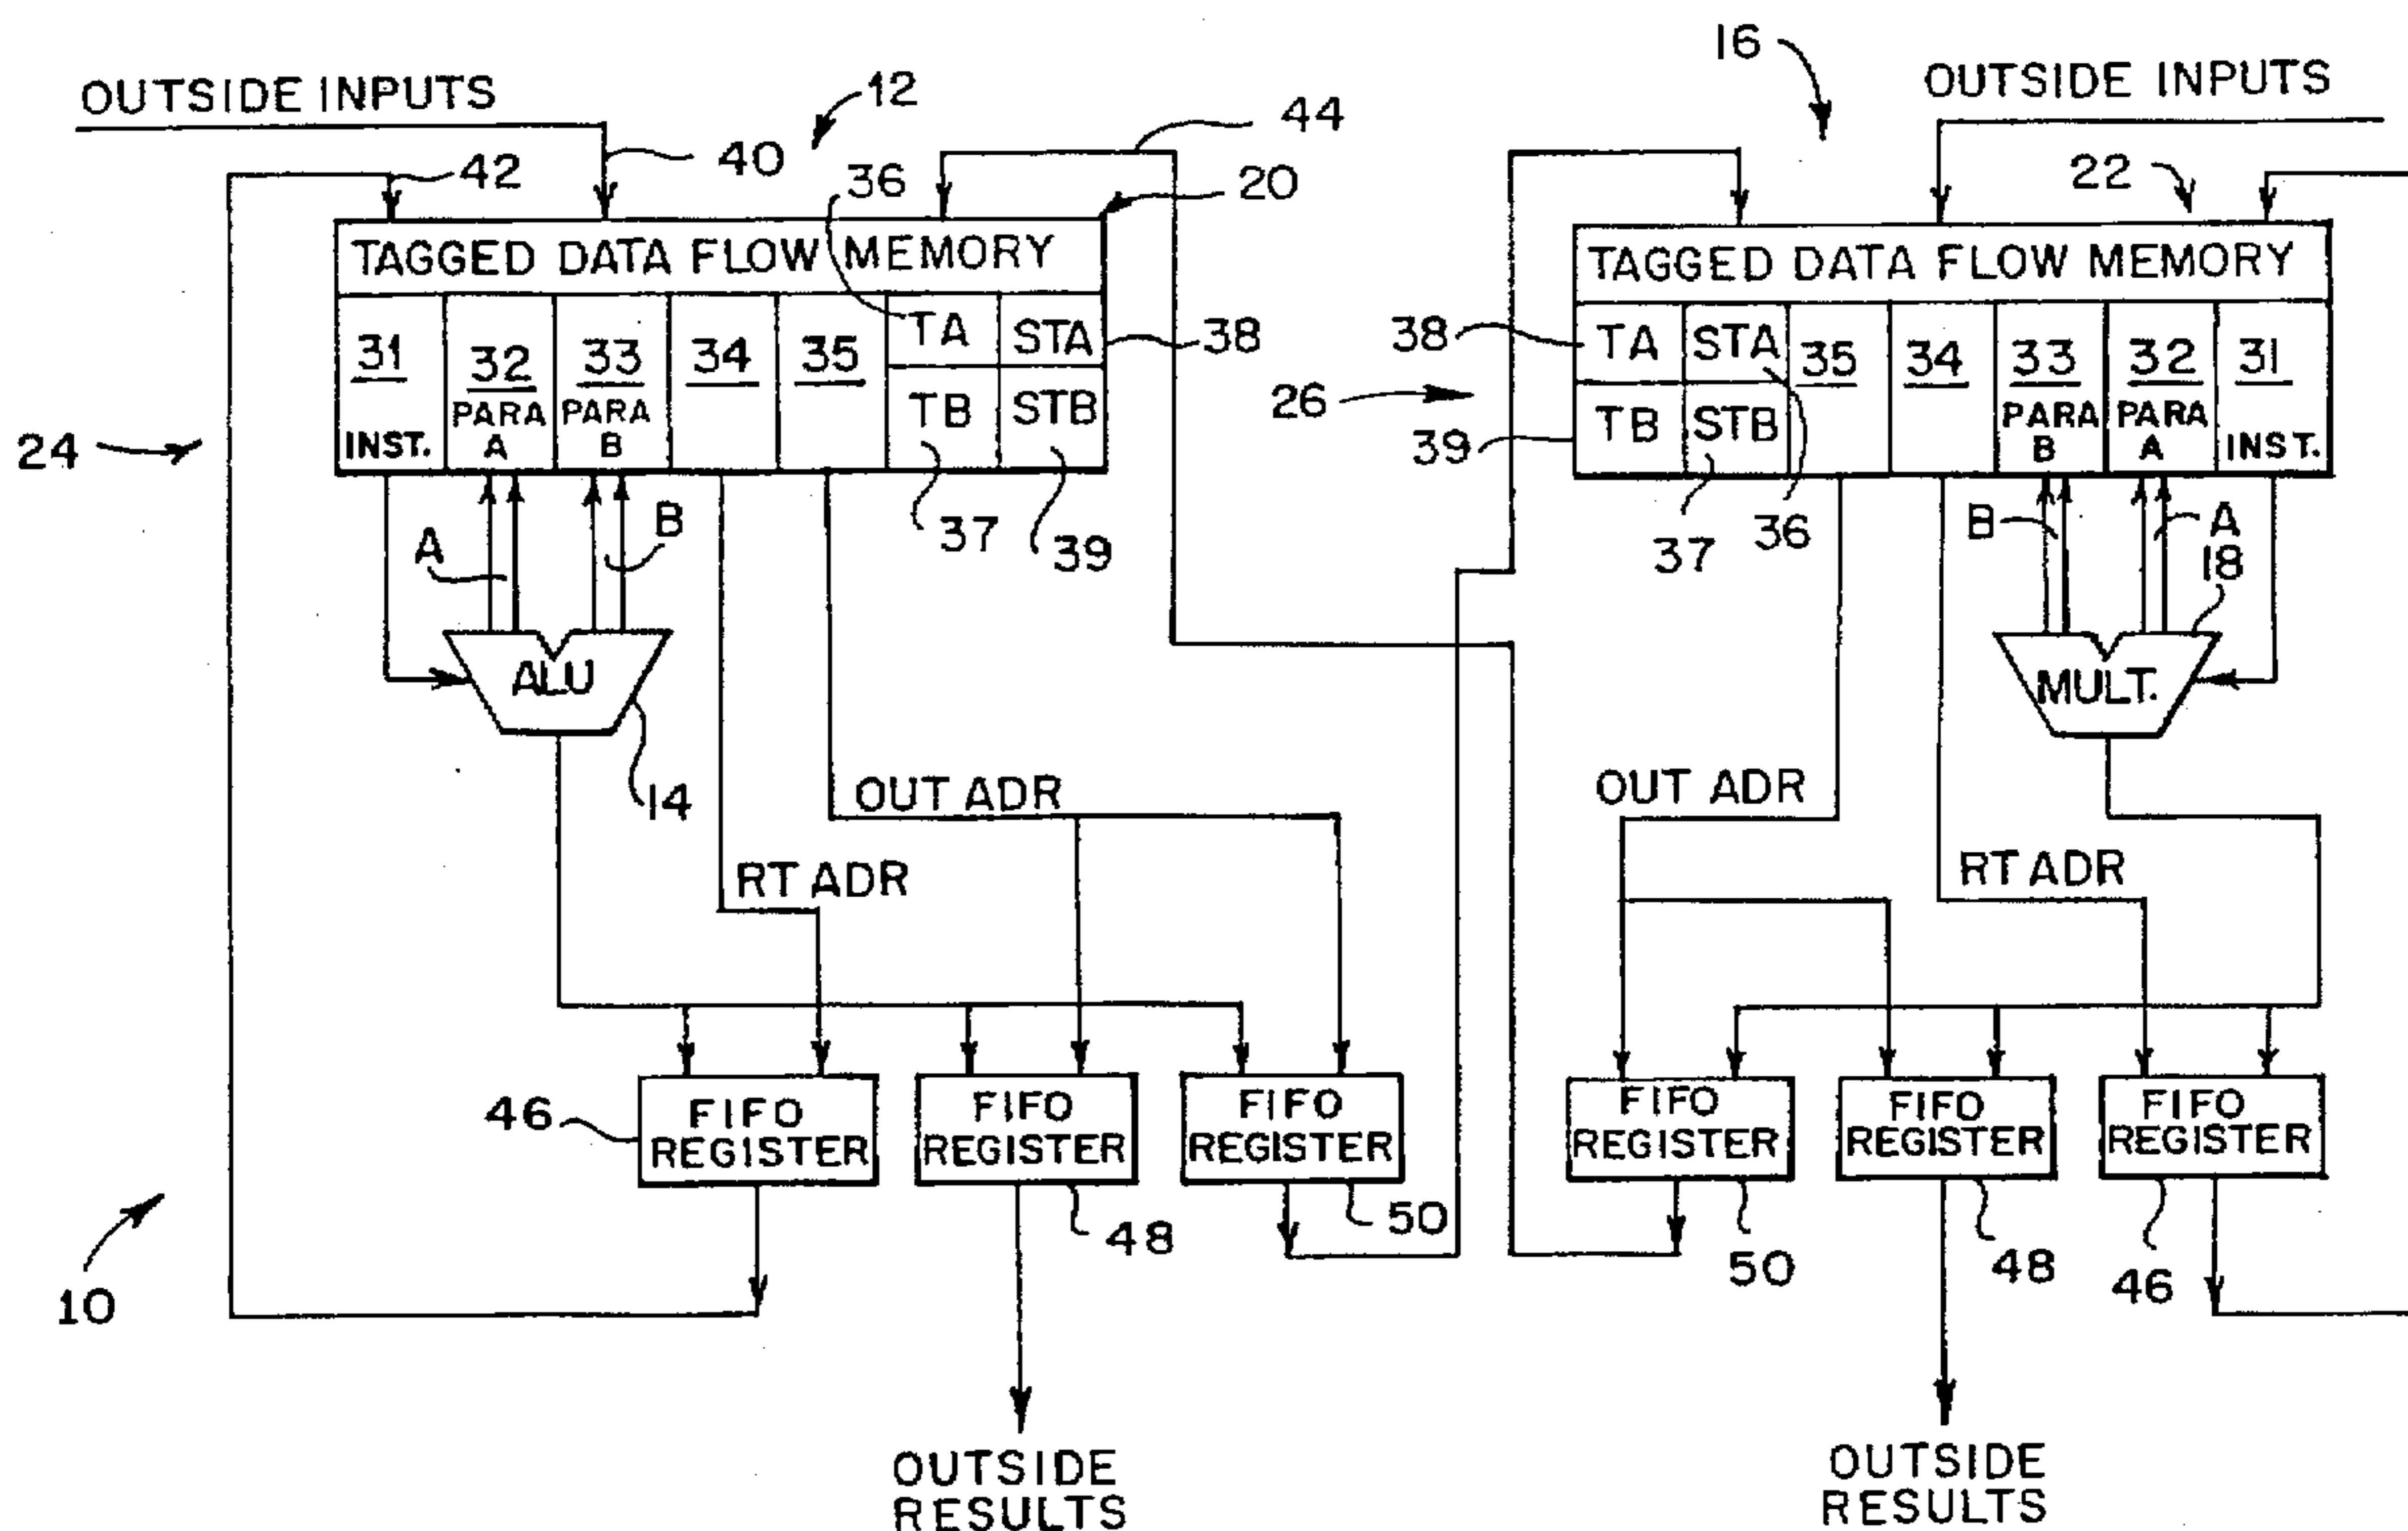 16
OUTSIDE INPUTS
12
44
OUTSIDE INPUTS
42
40
36
20
22
TAGGED DATA FLOW MEMORY
31
INST.
32
PARA
A
33
PARA
B
34
35
TA
STA
TB
STB
38
24
A
B
37
39
ALU
14
OUT ADR
RT ADR
46
FIFO
REGISTER
FIFO
REGISTER
FIFO
REGISTER
48
50
10
OUTSIDE
RESULTS
TAGGED DATA FLOW MEMORY
38
TA
STA
35
34
33
PARA
B
32
PARA
A
31
INST.
26
39
TB
STB
37
36
B
A
18
MULT.
OUT ADR
RT ADR
FIFO
REGISTER
FIFO
REGISTER
FIFO
REGISTER
50
48
46
OUTSIDE
RESULTS